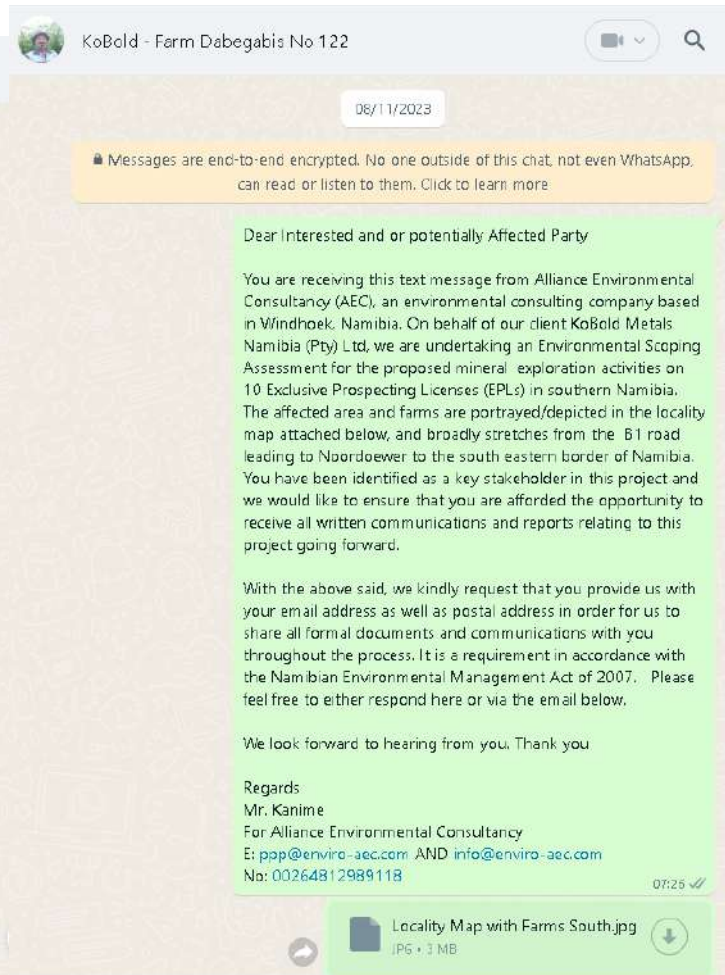 KoBold - Farm Dabegabis No 122
08/11/2023
Messages are end-to-end encrypted. No one outside of this chat, not even WhatsApp,
can read or listen to them. Click to learn more
Dear Interested and or potentially Affected Party
You are receiving this text message from Alliance Environmental
Consultancy (AEC), an environmental consulting company based
in Windhoek, Namibia. On behalf of our client KoBold Metals
Namibia (Pty) Ltd, we are undertaking an Environmental Scoping
Assessment for the proposed mineral exploration activities on
10 Exclusive Prospecting Licenses (EPLs) in southern Namibia.
The affected area and farms are portrayed/depicted in the locality
map attached below, and broadly stretches from the B1 road
leading to Noordoewer to the south eastern border of Namibia.
You have been identified as a key stakeholder in this project and
we would like to ensure that you are afforded the opportunity to
receive all written communications and reports relating to this
project going forward.
With the above said, we kindly request that you provide us with
your email address as well as postal address in order for us to
share all formal documents and communications with you
throughout the process. It is a requirement in accordance with
the Namibian Environmental Management Act of 2007. Please
feel free to either respond here or via the email below.
We look forward to hearing from you. Thank you
Regards
Mr. Kanime
For Alliance Environmental Consultancy
E: ppp@enviro-aec.com AND info@enviro-aec.com
No: 00264812989118
07:25
Locality Map with Farms South.jpg
JPG • 3 MB